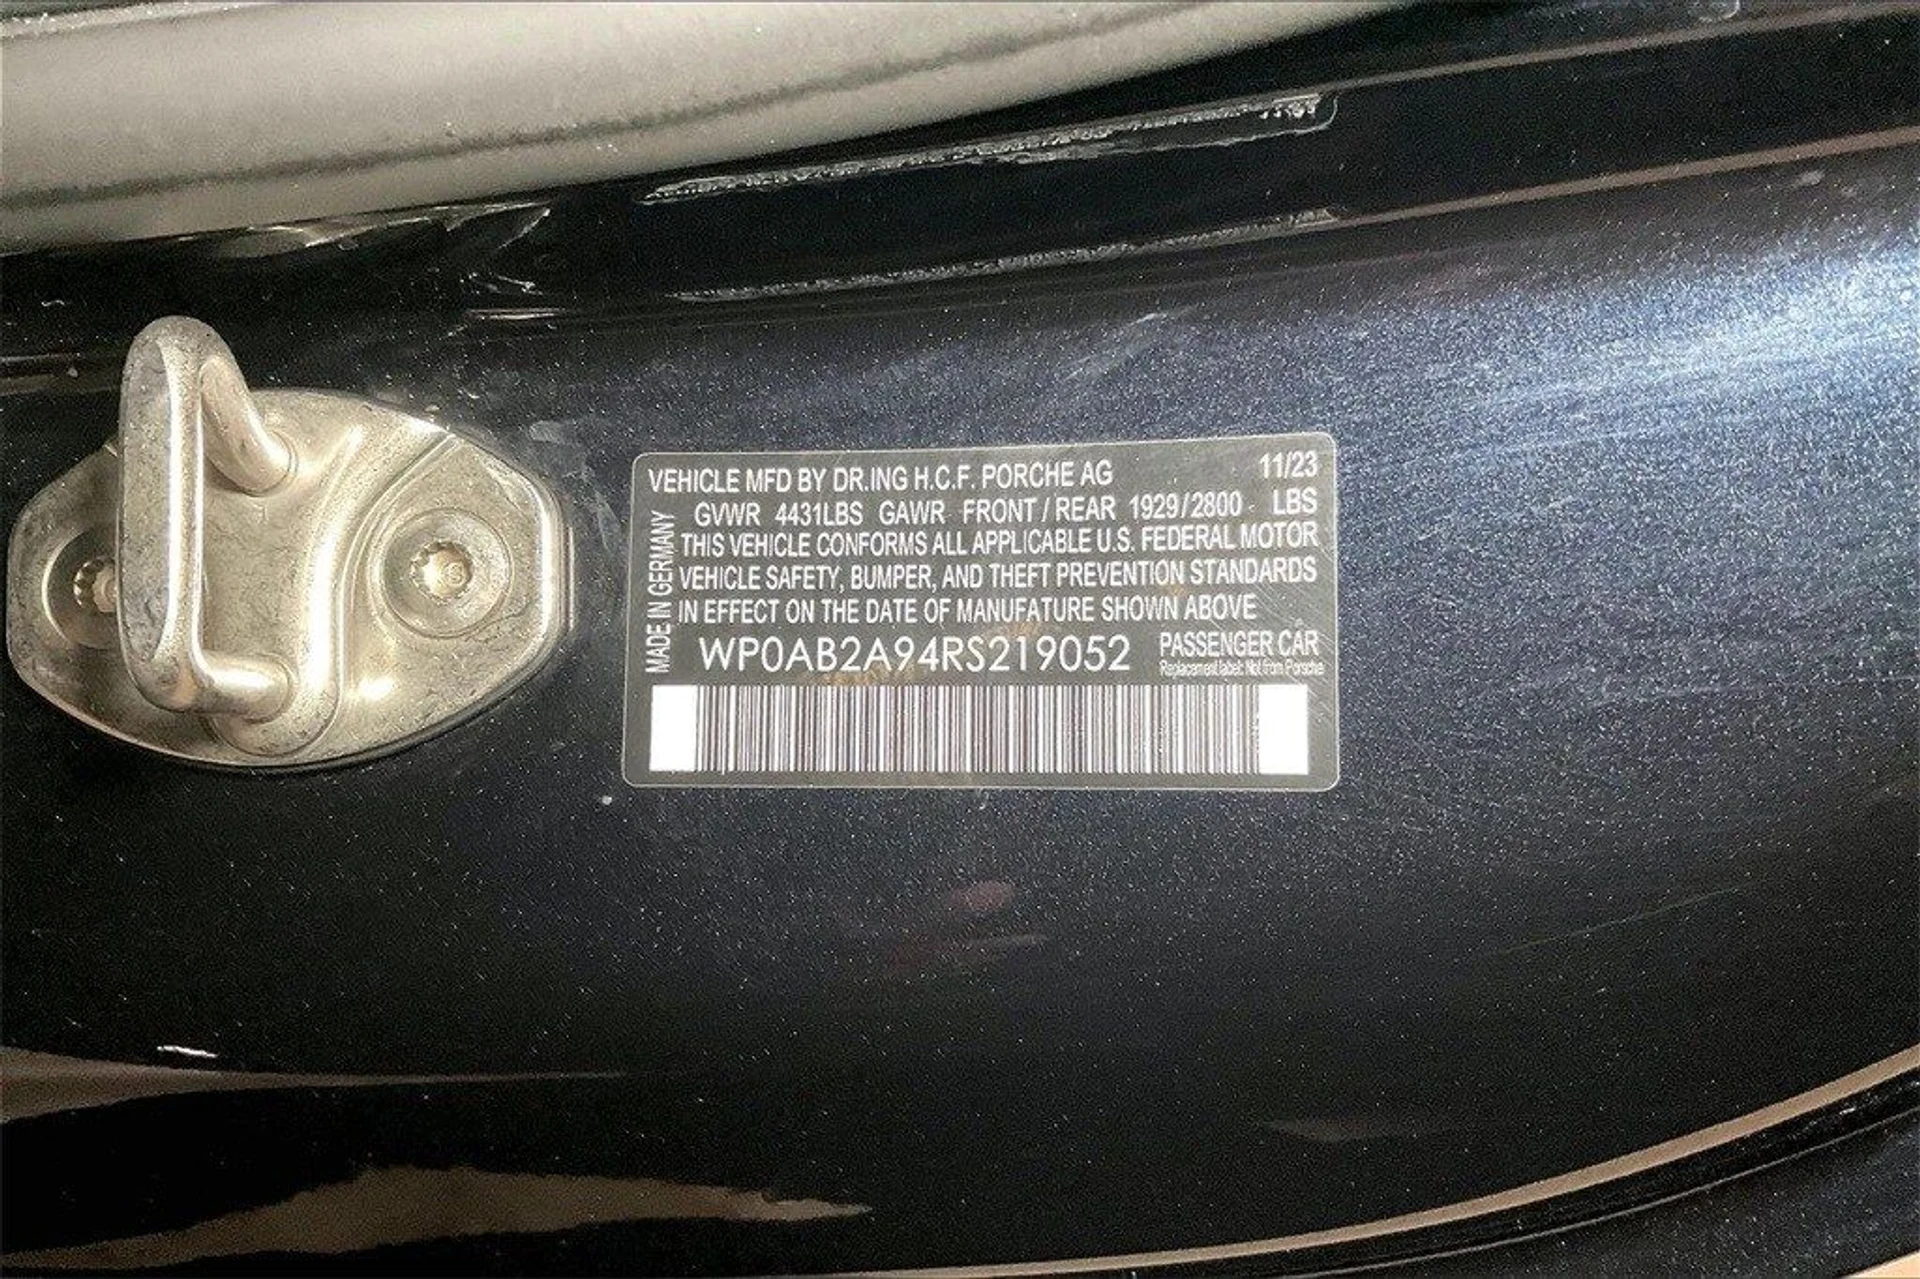 VEHICLE MFD BY DR.ING H.C.F. PORCHE AG 11/23
GVWR 4431LBS GAWR FRONT / REAR 1929/2800 LBS
THIS VEHICLE CONFORMS ALL APPLICABLE U.S. FEDERAL MOTOR
VEHICLE SAFETY, BUMPER, AND THEFT PREVENTION STANDARDS
IN EFFECT ON THE DATE OF MANUFATURE SHOWN ABOVE
MADE IN GERMANY
WP0AB2A94RS219052 PASSENGER CAR
Replacement label: Not from Porsche